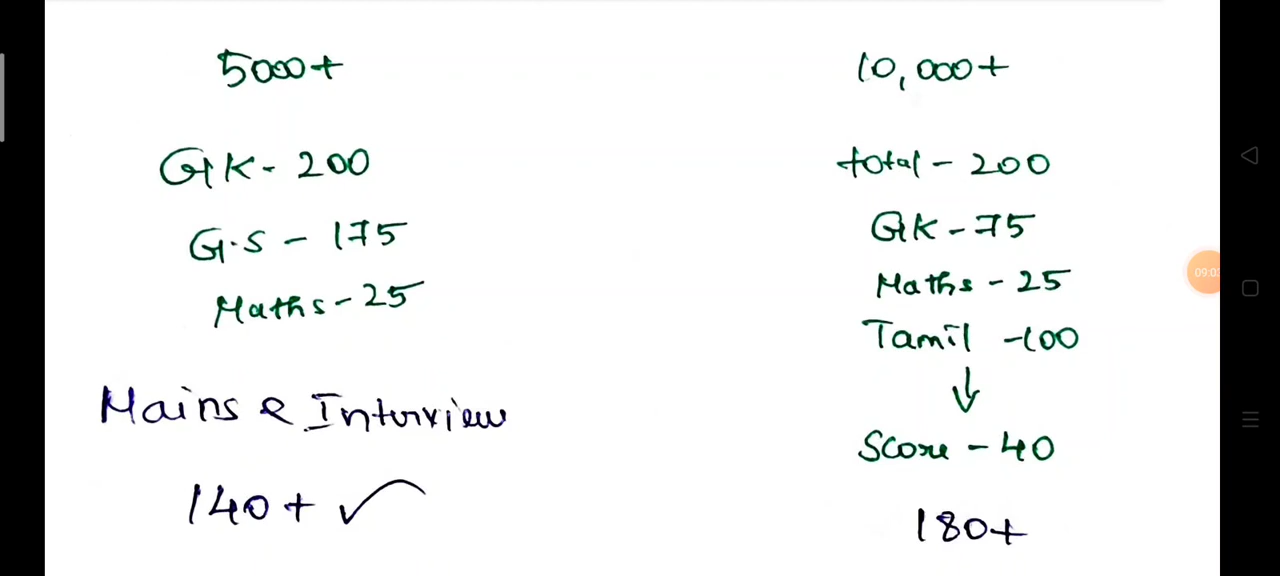 5000+
GK - 200
G.S - 175
Maths - 25
Mains & Interview
140+ ✓
10,000+
total - 200
GK - 75
Maths - 25
Tamil - 100
↓
Score - 40
180+